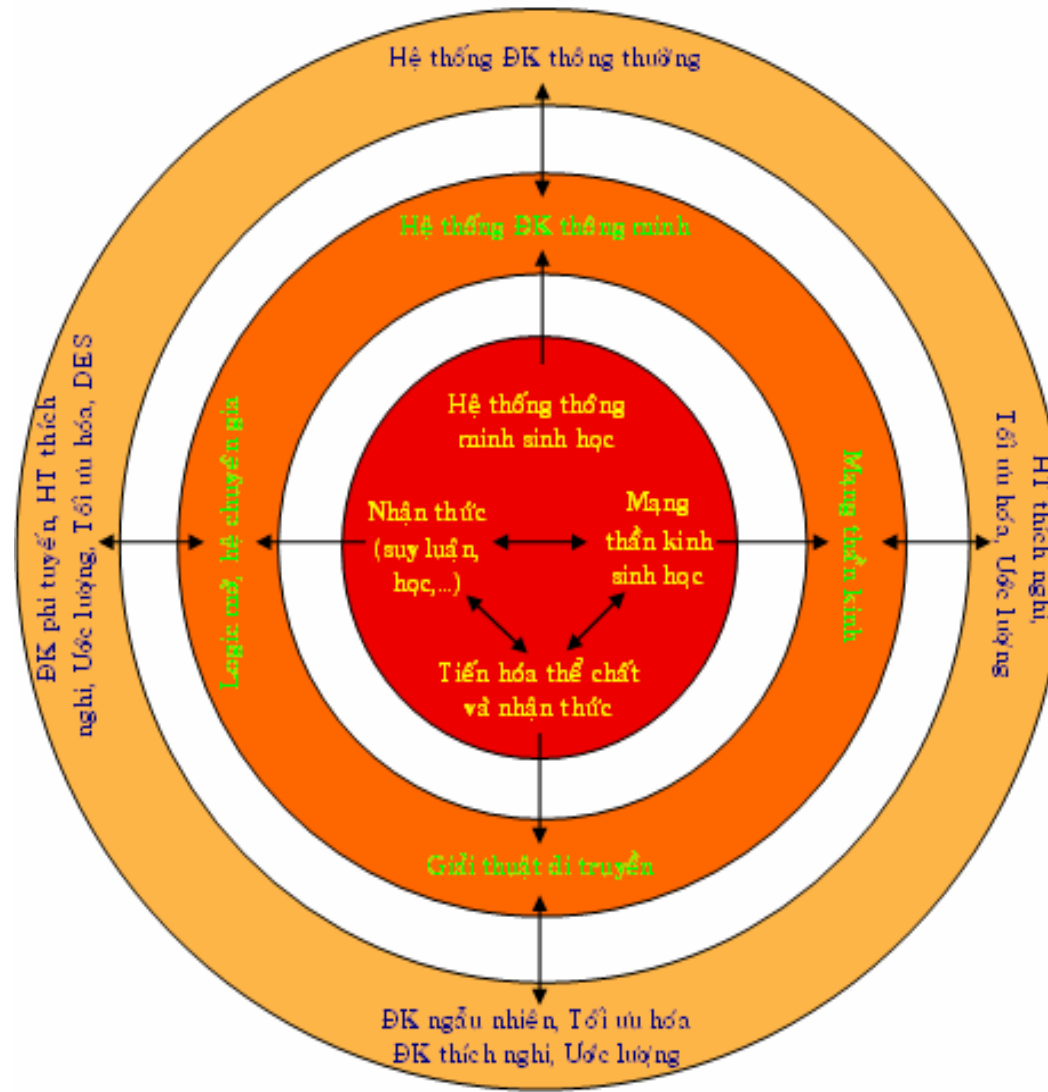 Hệ thống ĐK thông thường
Hệ thống ĐK thông minh
Hệ thống thông
minh sinh học
Nhận thức
(suy luận,
học,...)
Mạng
thần kinh
sinh học
Tiến hóa thể chất
và nhận thức
ĐK phi tuyến, HT thích
nghi, Ước lượng, Tối ưu hóa, DES
Logic mờ, hệ chuyên gia
Mạng thần kinh
HT thích nghi,
Tối ưu hóa, Ước lượng
Giải thuật di truyền
ĐK ngẫu nhiên, Tối ưu hóa
ĐK thích nghi, Ước lượng